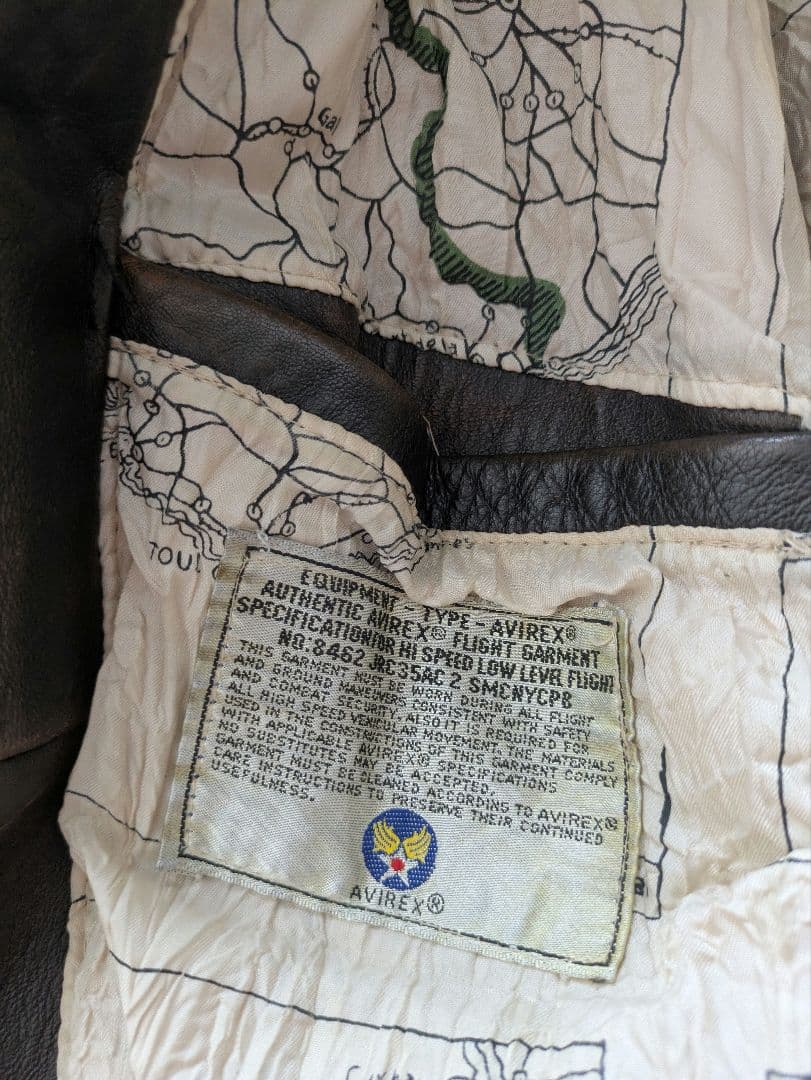 Gal
TOUL
EQUIPMENT - TYPE - AVIREX®
AUTHENTIC AVIREX® FLIGHT GARMENT
SPECIFICATION OR HI SPEED LOW LEVEL FLIGHT
NO. 8462 JRC35AC 2 SMCNYCPB
THIS GARMENT MUST BE WORN DURING ALL FLIGHT
AND GROUND MANEUVERS CONSISTENT WITH SAFETY
AND COMBAT SECURITY. ALSO IT IS REQUIRED FOR
ALL HIGH SPEED VEHICULAR MOVEMENT. THE MATERIALS
USED IN THE CONSTRUCTIONS OF THIS GARMENT COMPLY
WITH APPLICABLE AVIREX® SPECIFICATIONS
NO SUBSTITUTES MAY BE ACCEPTED.
GARMENT MUST BE CLEANED ACCORDING TO AVIREX®
CARE INSTRUCTIONS TO PRESERVE THEIR CONTINUED
USEFULNESS.
AVIREX®